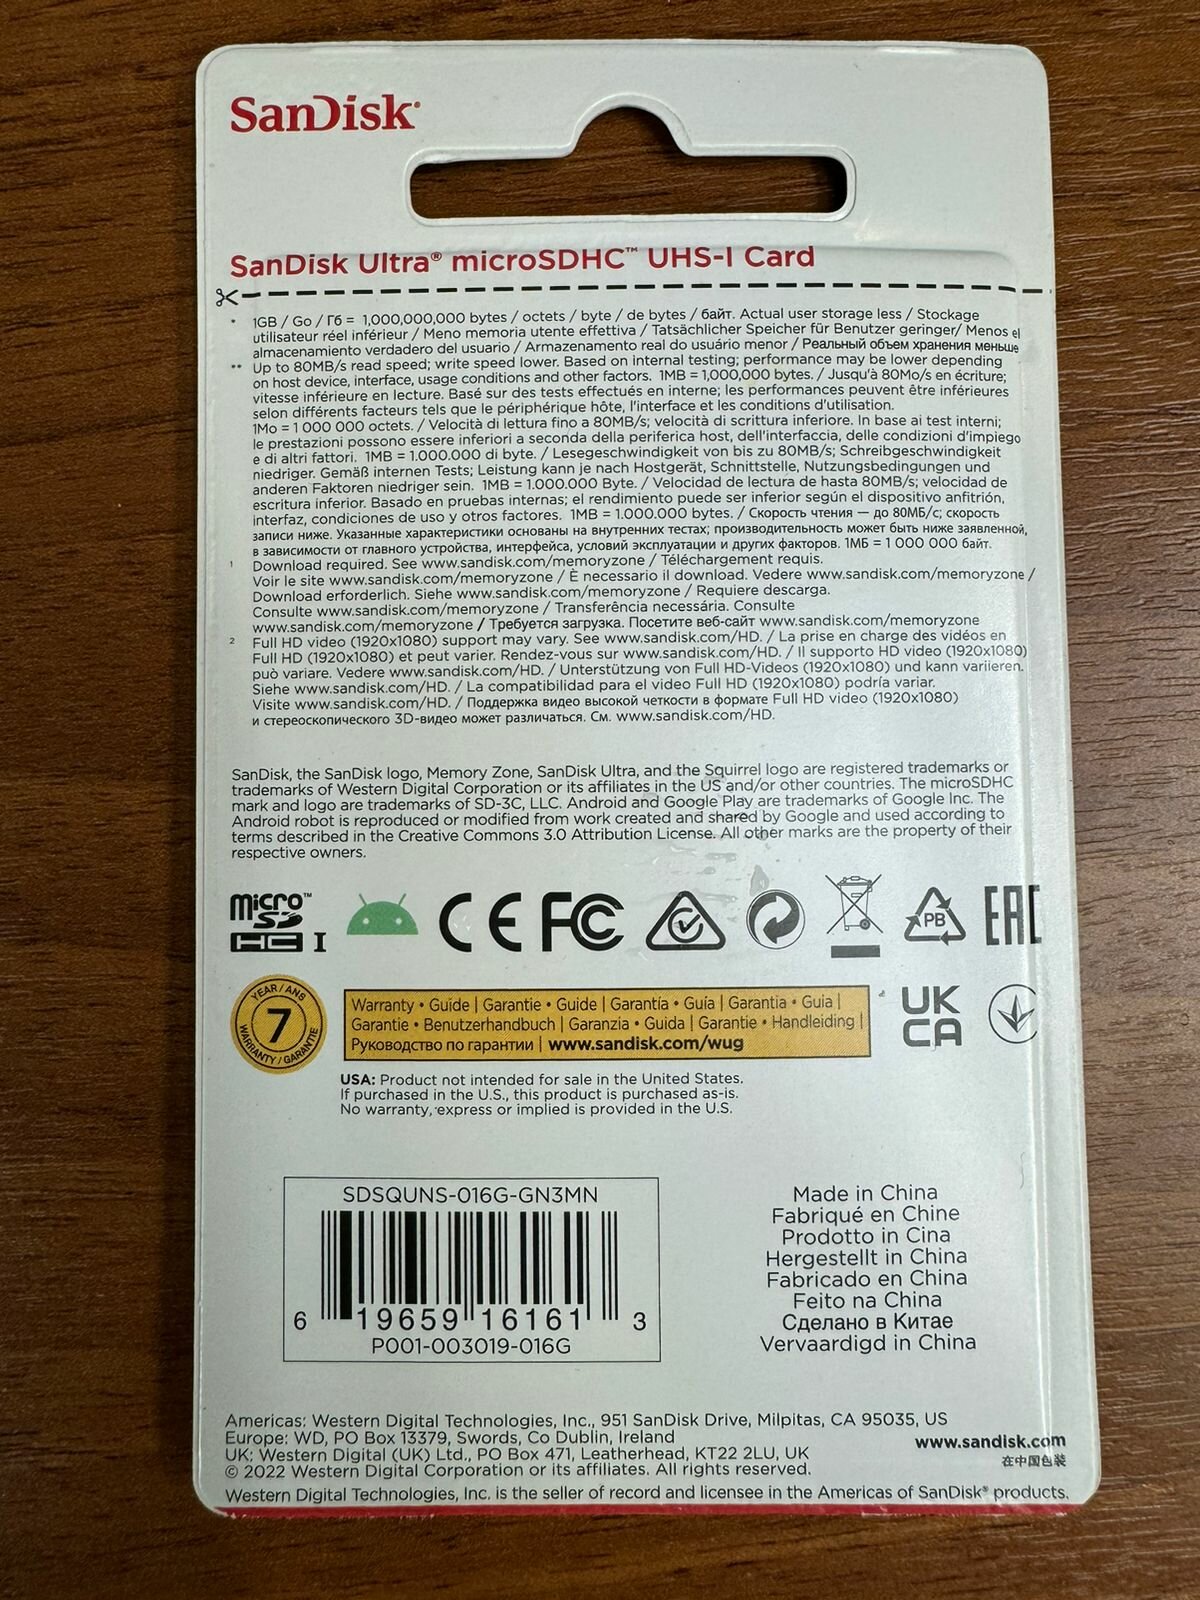 SanDisk®
SanDisk Ultra® microSDHC™ UHS-I Card
* 1GB / Go / Гб = 1,000,000,000 bytes / octets / byte / de bytes / байт. Actual user storage less / Stockage
utilisateur réel inférieur / Meno memoria utente effettiva / Tatsächlicher Speicher für Benutzer geringer/ Menos el
almacenamiento verdadero del usuario / Armazenamento real do usuário menor / Реальный объем хранения меньше
** Up to 80MB/s read speed; write speed lower. Based on internal testing; performance may be lower depending
on host device, interface, usage conditions and other factors. 1MB = 1,000,000 bytes. / Jusqu'à 80Mo/s en écriture;
vitesse inférieure en lecture. Basé sur des tests effectués en interne; les performances peuvent être inférieures
selon différents facteurs tels que le périphérique hôte, l'interface et les conditions d'utilisation.
1Mo = 1 000 000 octets. / Velocità di lettura fino a 80MB/s; velocità di scrittura inferiore. In base ai test interni;
le prestazioni possono essere inferiori a seconda della periferica host, dell'interfaccia, delle condizioni d'impiego
e di altri fattori. 1MB = 1.000.000 di byte. / Lesegeschwindigkeit von bis zu 80MB/s; Schreibgeschwindigkeit
niedriger. Gemäß internen Tests; Leistung kann je nach Hostgerät, Schnittstelle, Nutzungsbedingungen und
anderen Faktoren niedriger sein. 1MB = 1.000.000 Byte. / Velocidad de lectura de hasta 80MB/s; velocidad de
escritura inferior. Basado en pruebas internas; el rendimiento puede ser inferior según el dispositivo anfitrión,
interfaz, condiciones de uso y otros factores. 1MB = 1.000.000 bytes. / Скорость чтения — до 80МБ/с; скорость
записи ниже. Указанные характеристики основаны на внутренних тестах; производительность может быть ниже заявленной,
в зависимости от главного устройства, интерфейса, условий эксплуатации и других факторов. 1МБ = 1 000 000 байт.
1 Download required. See www.sandisk.com/memoryzone / Téléchargement requis.
Voir le site www.sandisk.com/memoryzone / È necessario il download. Vedere www.sandisk.com/memoryzone /
Download erforderlich. Siehe www.sandisk.com/memoryzone / Requiere descarga.
Consulte www.sandisk.com/memoryzone / Transferência necessária. Consulte
www.sandisk.com/memoryzone / Требуется загрузка. Посетите веб-сайт www.sandisk.com/memoryzone
2 Full HD video (1920x1080) support may vary. See www.sandisk.com/HD. / La prise en charge des vidéos en
Full HD (1920x1080) et peut varier. Rendez-vous sur www.sandisk.com/HD. / Il supporto HD video (1920x1080)
può variare. Vedere www.sandisk.com/HD. / Unterstützung von Full HD-Videos (1920x1080) und kann variieren.
Siehe www.sandisk.com/HD. / La compatibilidad para el video Full HD (1920x1080) podría variar.
Visite www.sandisk.com/HD. / Поддержка видео высокой четкости в формате Full HD video (1920x1080)
и стереоскопического 3D-видео может различаться. См. www.sandisk.com/HD.
SanDisk, the SanDisk logo, Memory Zone, SanDisk Ultra, and the Squirrel logo are registered trademarks or
trademarks of Western Digital Corporation or its affiliates in the US and/or other countries. The microSDHC
mark and logo are trademarks of SD-3C, LLC. Android and Google Play are trademarks of Google Inc. The
Android robot is reproduced or modified from work created and shared by Google and used according to
terms described in the Creative Commons 3.0 Attribution License. All other marks are the property of their
respective owners.
micro SD HC I ™ CE FC PB EAC
YEAR / ANS
7
WARRANTY / GARANTIE
Warranty • Guide | Garantie • Guide | Garantía • Guía | Garantia • Guia |
Garantie • Benutzerhandbuch | Garanzia • Guida | Garantie • Handleiding |
Руководство по гарантии | www.sandisk.com/wug
UK
CA
USA: Product not intended for sale in the United States.
If purchased in the U.S., this product is purchased as-is.
No warranty, express or implied is provided in the U.S.
SDSQUNS-016G-GN3MN
6 19659 16161 3
P001-003019-016G
Made in China
Fabriqué en Chine
Prodotto in Cina
Hergestellt in China
Fabricado en China
Feito na China
Сделано в Китае
Vervaardigd in China
Americas: Western Digital Technologies, Inc., 951 SanDisk Drive, Milpitas, CA 95035, US
Europe: WD, PO Box 13379, Swords, Co Dublin, Ireland
UK: Western Digital (UK) Ltd., PO Box 471, Leatherhead, KT22 2LU, UK
© 2022 Western Digital Corporation or its affiliates. All rights reserved.
www.sandisk.com
在中国包装
Western Digital Technologies, Inc. is the seller of record and licensee in the Americas of SanDisk® products.